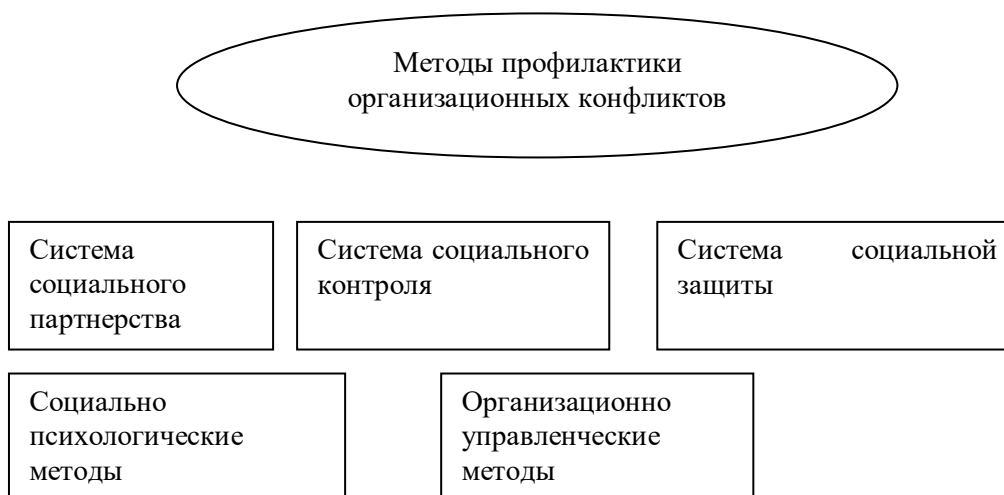 Методы профилактики
организационных конфликтов
Система
социального
партнерства
Система социального
контроля
Система социальной
защиты
Социально
психологические
методы
Организационно
управленческие
методы